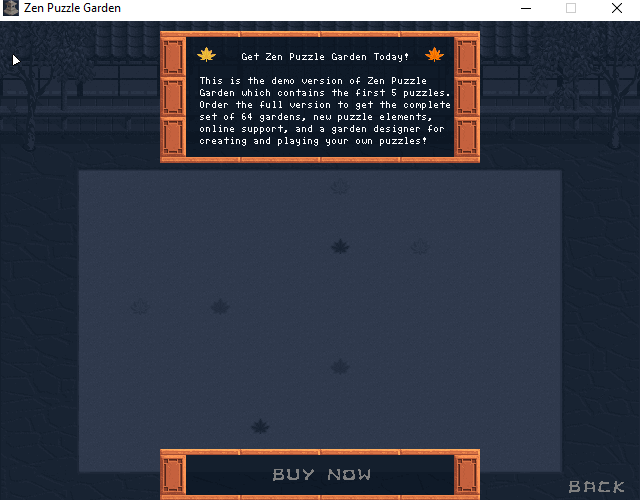 Zen Puzzle Garden
Get Zen Puzzle Garden Today!
This is the demo version of Zen Puzzle
Garden which contains the first 5 puzzles.
Order the full version to get the complete
set of 64 gardens, new puzzle elements,
online support, and a garden designer for
creating and playing your own puzzles!
BUY NOW
BACK